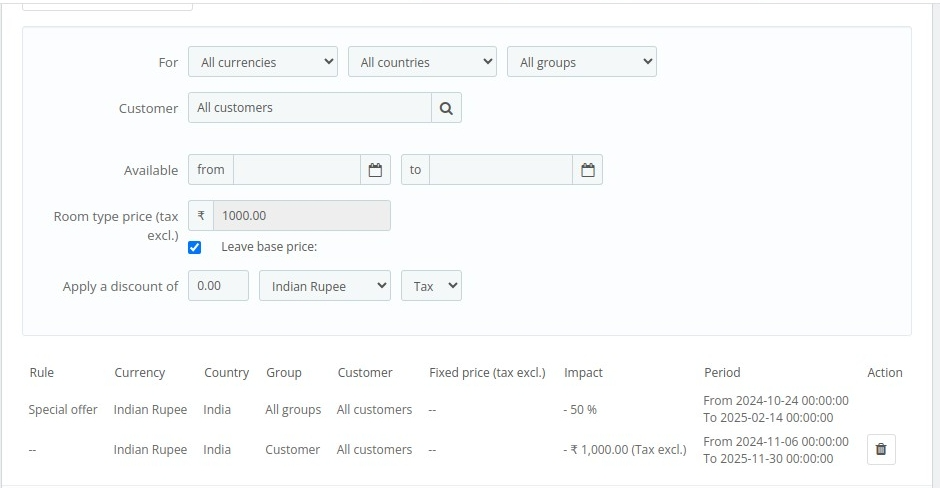 For All currencies All countries All groups
Customer All customers
Available from to
Room type price (tax excl.) ₹ 1000.00
Leave base price:
Apply a discount of 0.00 Indian Rupee Tax
Rule Currency Country Group Customer Fixed price (tax excl.) Impact Period Action
Special offer Indian Rupee India All groups All customers -- - 50 % From 2024-10-24 00:00:00
To 2025-02-14 00:00:00
-- Indian Rupee India Customer All customers -- - ₹ 1,000.00 (Tax excl.) From 2024-11-06 00:00:00
To 2025-11-30 00:00:00